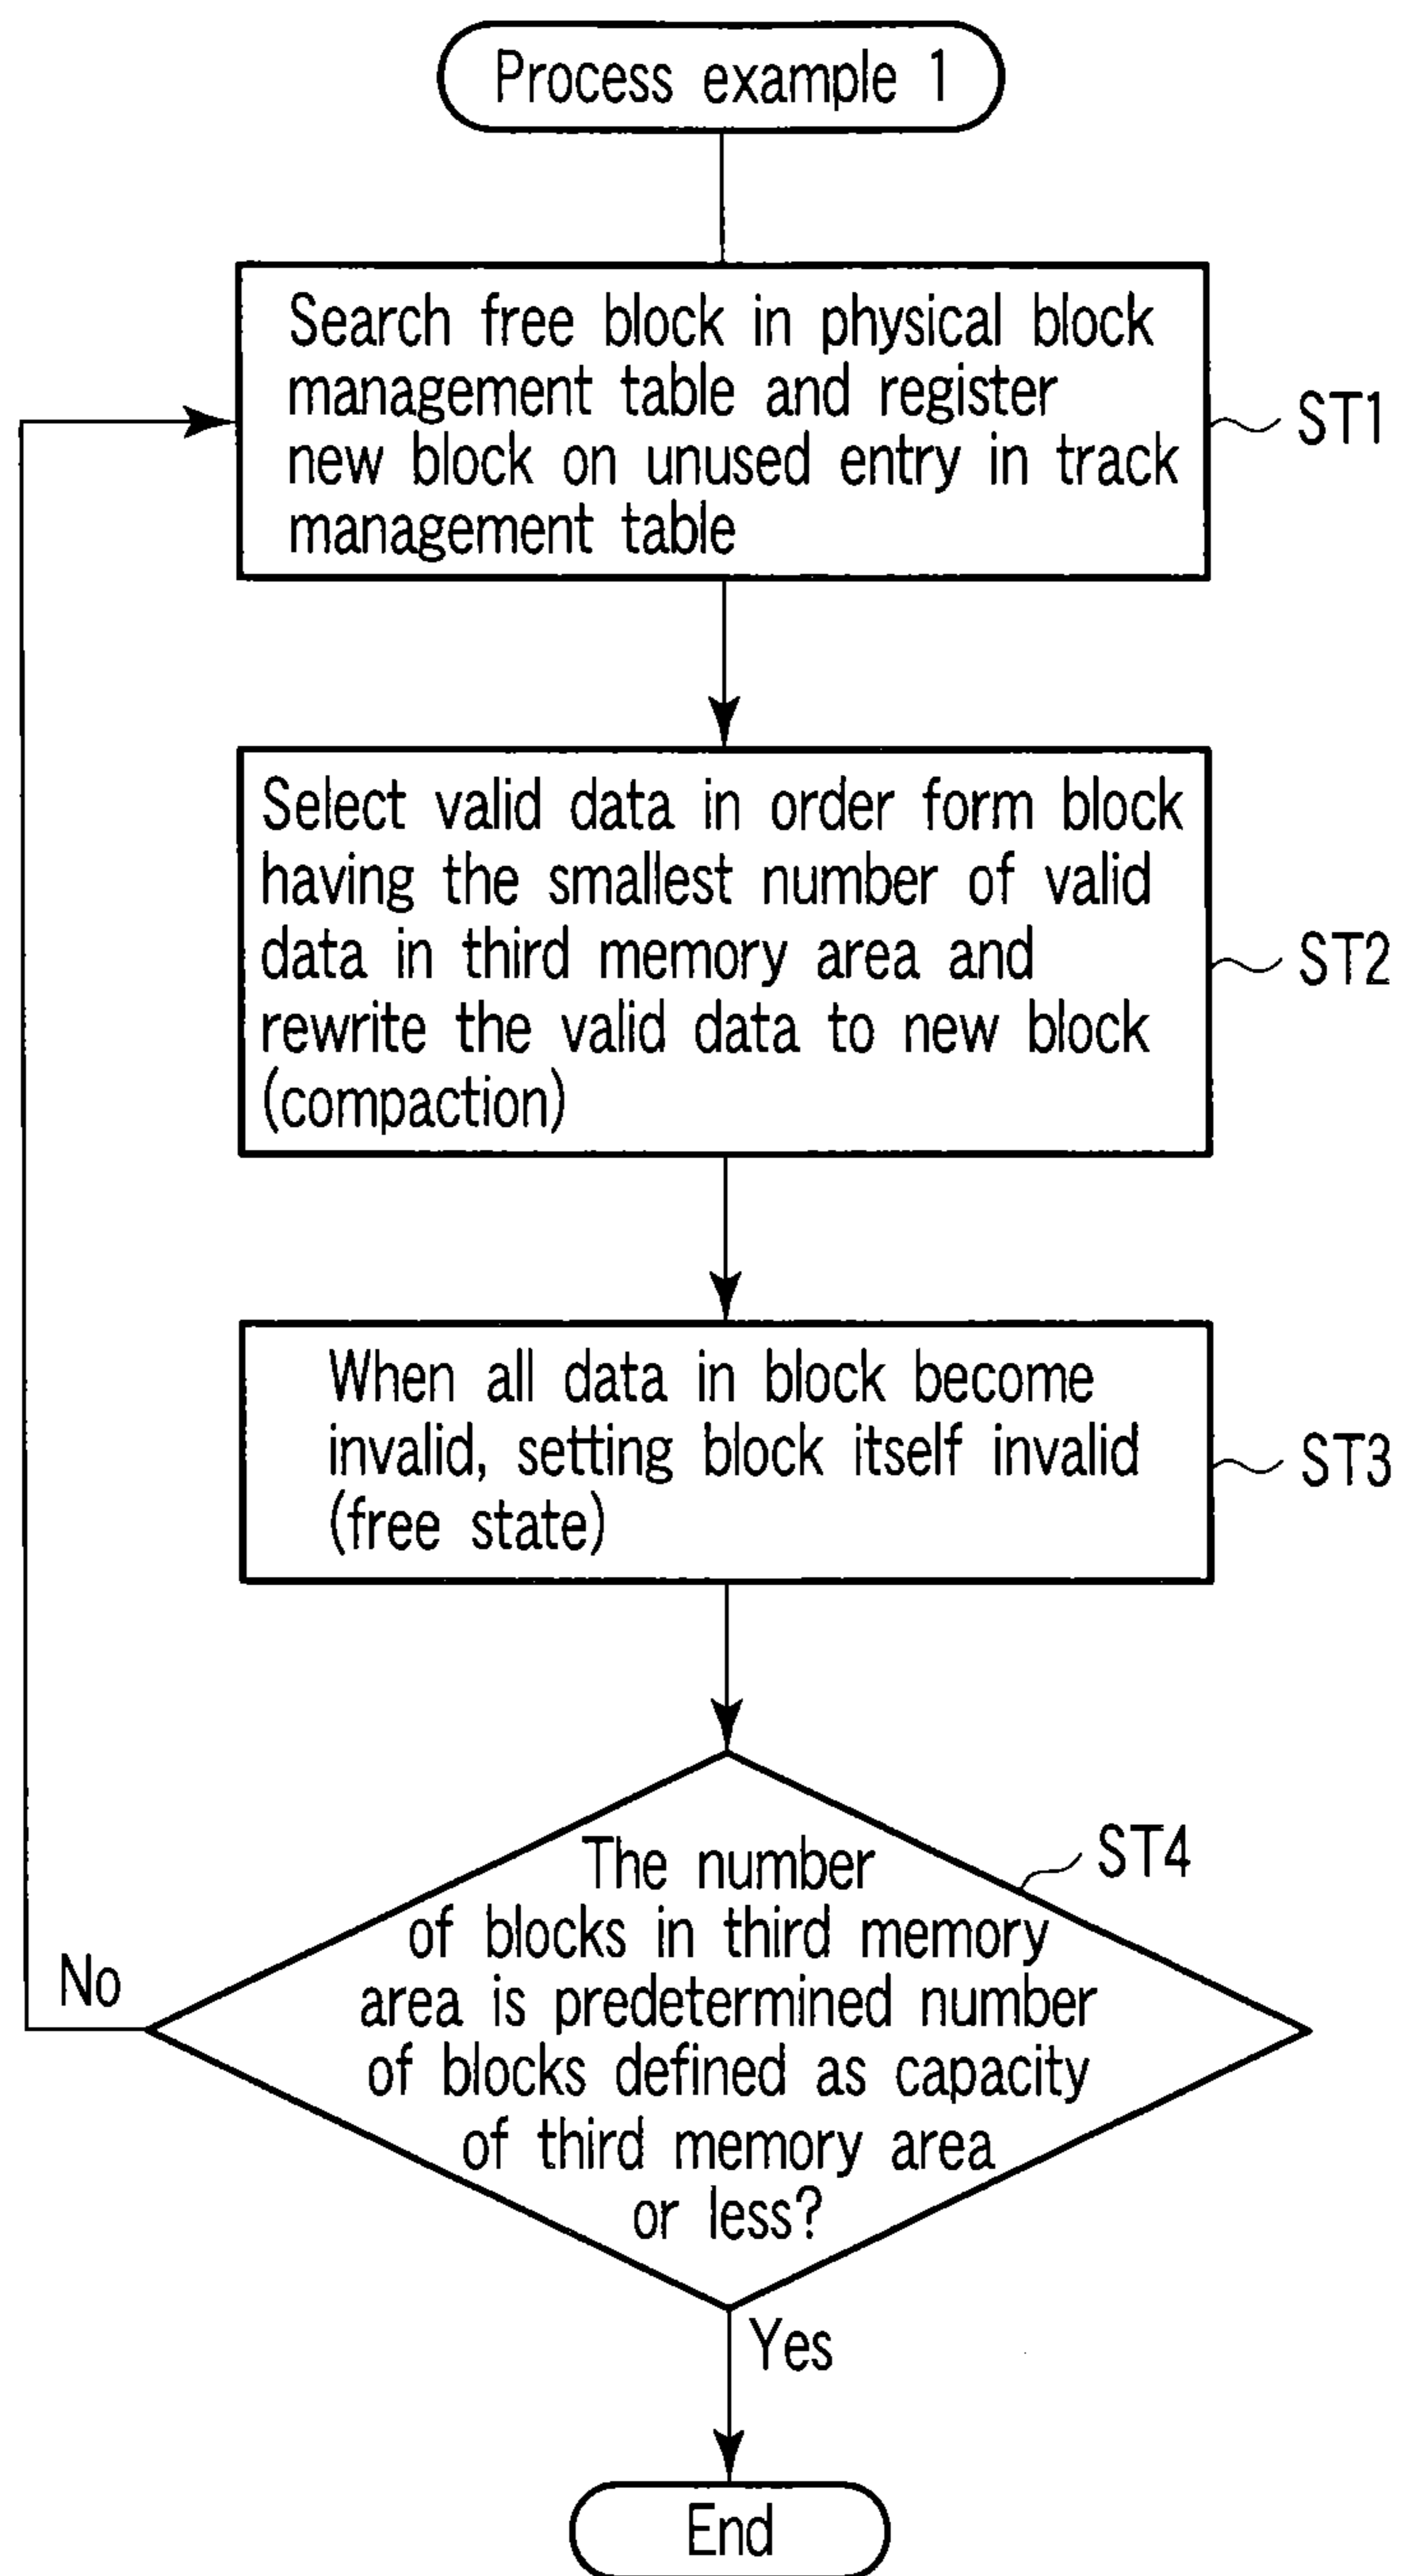 Process example 1
Search free block in physical block
management table and register
new block on unused entry in track
management table
ST1
Select valid data in order form block
having the smallest number of valid
data in third memory area and
rewrite the valid data to new block
(compaction)
ST2
When all data in block become
invalid, setting block itself invalid
(free state)
ST3
ST4
The number
of blocks in third memory
area is predetermined number
of blocks defined as capacity
of third memory area
or less?
No
Yes
End